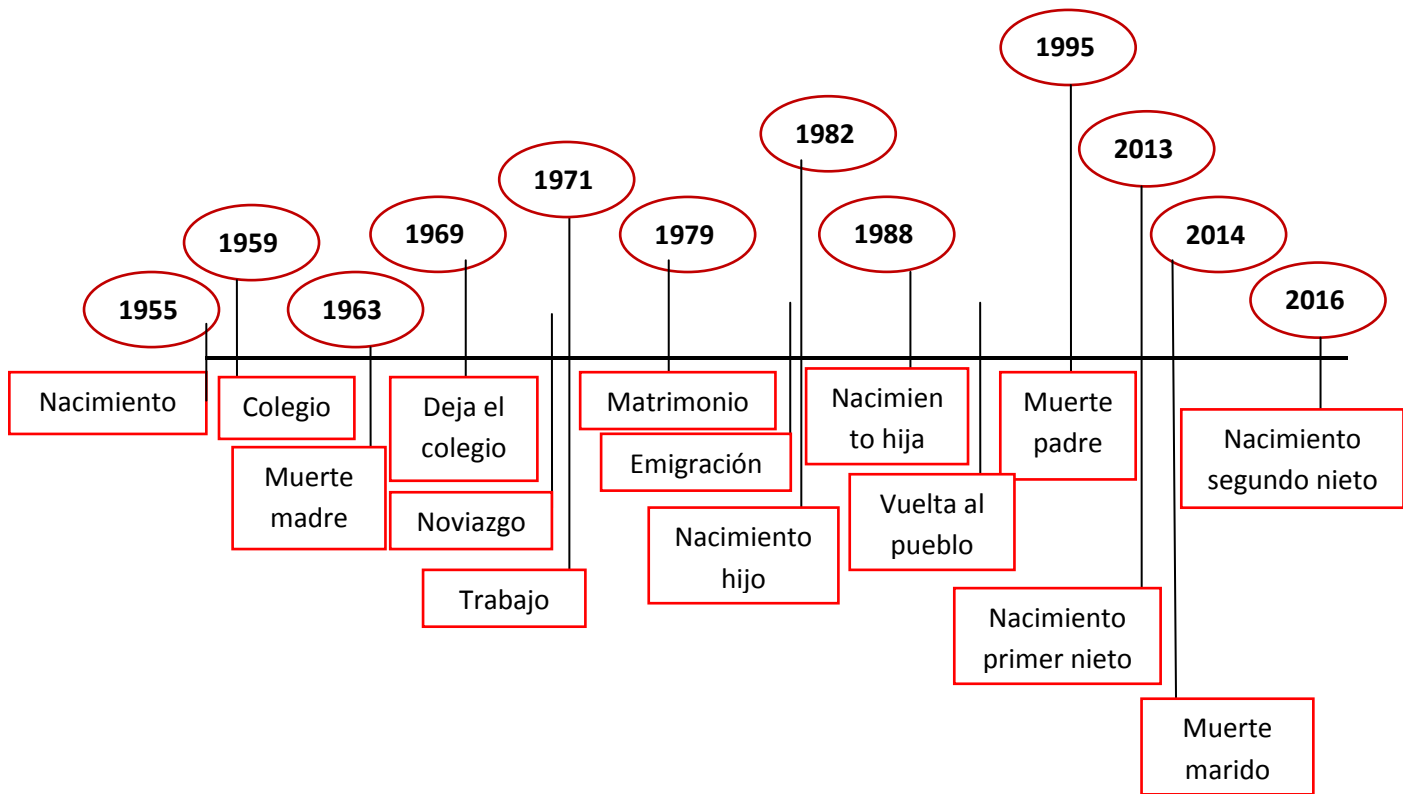 1995
1982
2013
1971
1959
1969
1979
1988
2014
1955
1963
2016
Nacimiento
Colegio
Deja el
colegio
Matrimonio
Nacimien
to hija
Muerte
padre
Nacimiento
segundo nieto
Muerte
madre
Noviazgo
Emigración
Vuelta al
pueblo
Nacimiento
hijo
Trabajo
Nacimiento
primer nieto
Muerte
marido